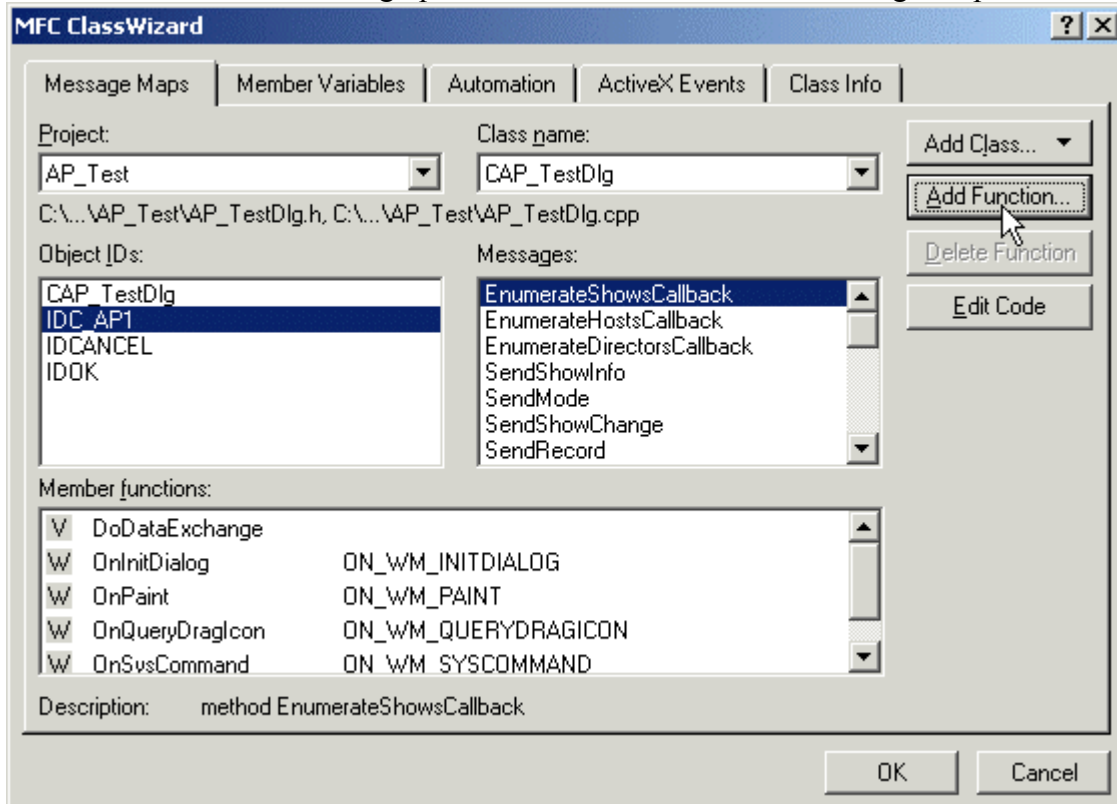 MFC ClassWizard
Message Maps Member Variables Automation ActiveX Events Class Info
Project: Class name:
Add Class...
AP_Test CAP_TestDlg
Add Function...
C:\...\AP_Test\AP_TestDlg.h, C:\...\AP_Test\AP_TestDlg.cpp
Object IDs: Messages:
Delete Function
CAP_TestDlg
IDC_AP1
IDCANCEL
IDOK
EnumerateShowsCallback
EnumerateHostsCallback
EnumerateDirectorsCallback
SendShowInfo
SendMode
SendShowChange
SendRecord
Edit Code
Member functions:
V DoDataExchange
W OnInitDialog ON_WM_INITDIALOG
W OnPaint ON_WM_PAINT
W OnQueryDragIcon ON_WM_QUERYDRAGICON
W OnSysCommand ON_WM_SYSCOMMAND
Description: method EnumerateShowsCallback
OK Cancel